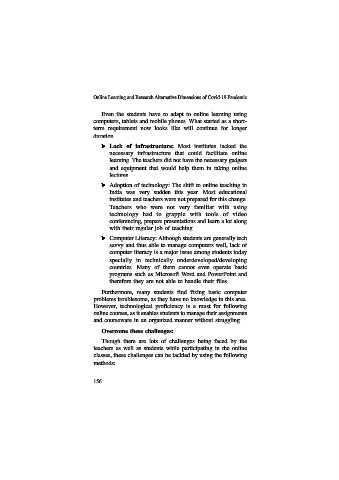 Online Learning and Research Alternative Dimensions of Covid-19 Pandemic
Even the students have to adapt to online learning using
computers, tablets and mobile phones. What started as a short-
term requirement now looks like will continue for longer
duration.
➤ Lack of infrastructure: Most institutes lacked the
necessary infrastructure that could facilitate online
learning. The teachers did not have the necessary gadgets
and equipment that would help them in taking online
lectures.
➤ Adoption of technology: The shift to online teaching in
India was very sudden this year. Most educational
institutes and teachers were not prepared for this change.
Teachers who were not very familiar with using
technology had to grapple with tools of video
conferencing, prepare presentations and learn a lot along
with their regular job of teaching.
➤ Computer Literacy: Although students are generally tech
savvy and thus able to manage computers well, lack of
computer literacy is a major issue among students today
specially in technically underdeveloped/developing
countries. Many of them cannot even operate basic
programs such as Microsoft Word and PowerPoint and
therefore they are not able to handle their files.
Furthermore, many students find fixing basic computer
problems troublesome, as they have no knowledge in this area.
However, technological proficiency is a must for following
online courses, as it enables students to manage their assignments
and courseware in an organized manner without struggling.
Overcome these challenges:
Though there are lots of challenges being faced by the
teachers as well as students while participating in the online
classes, these challenges can be tackled by using the following
methods:
156